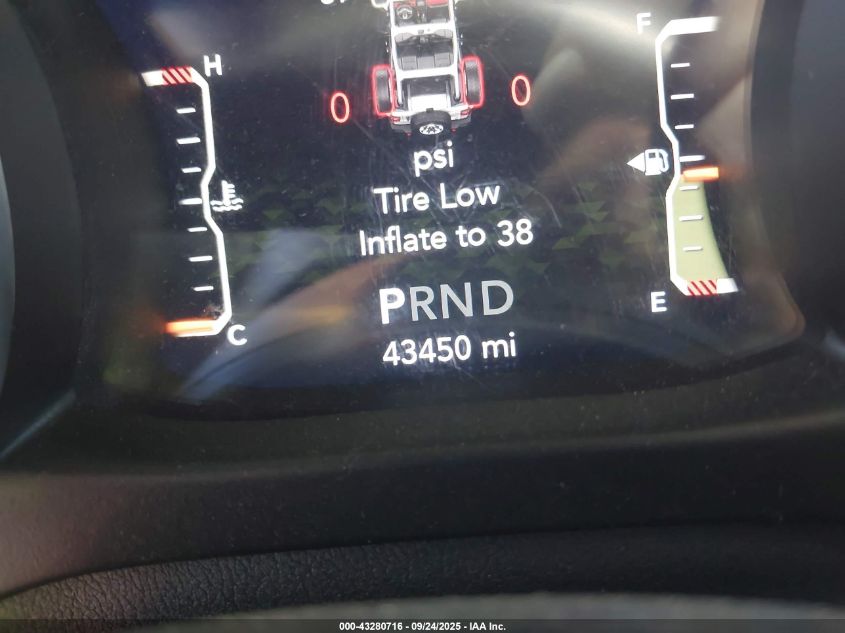 H
F
0 0
psi
Tire Low
Inflate to 38
PRND
E
C
43450 mi
000-43280716 - 09/24/2025 - IAA Inc.